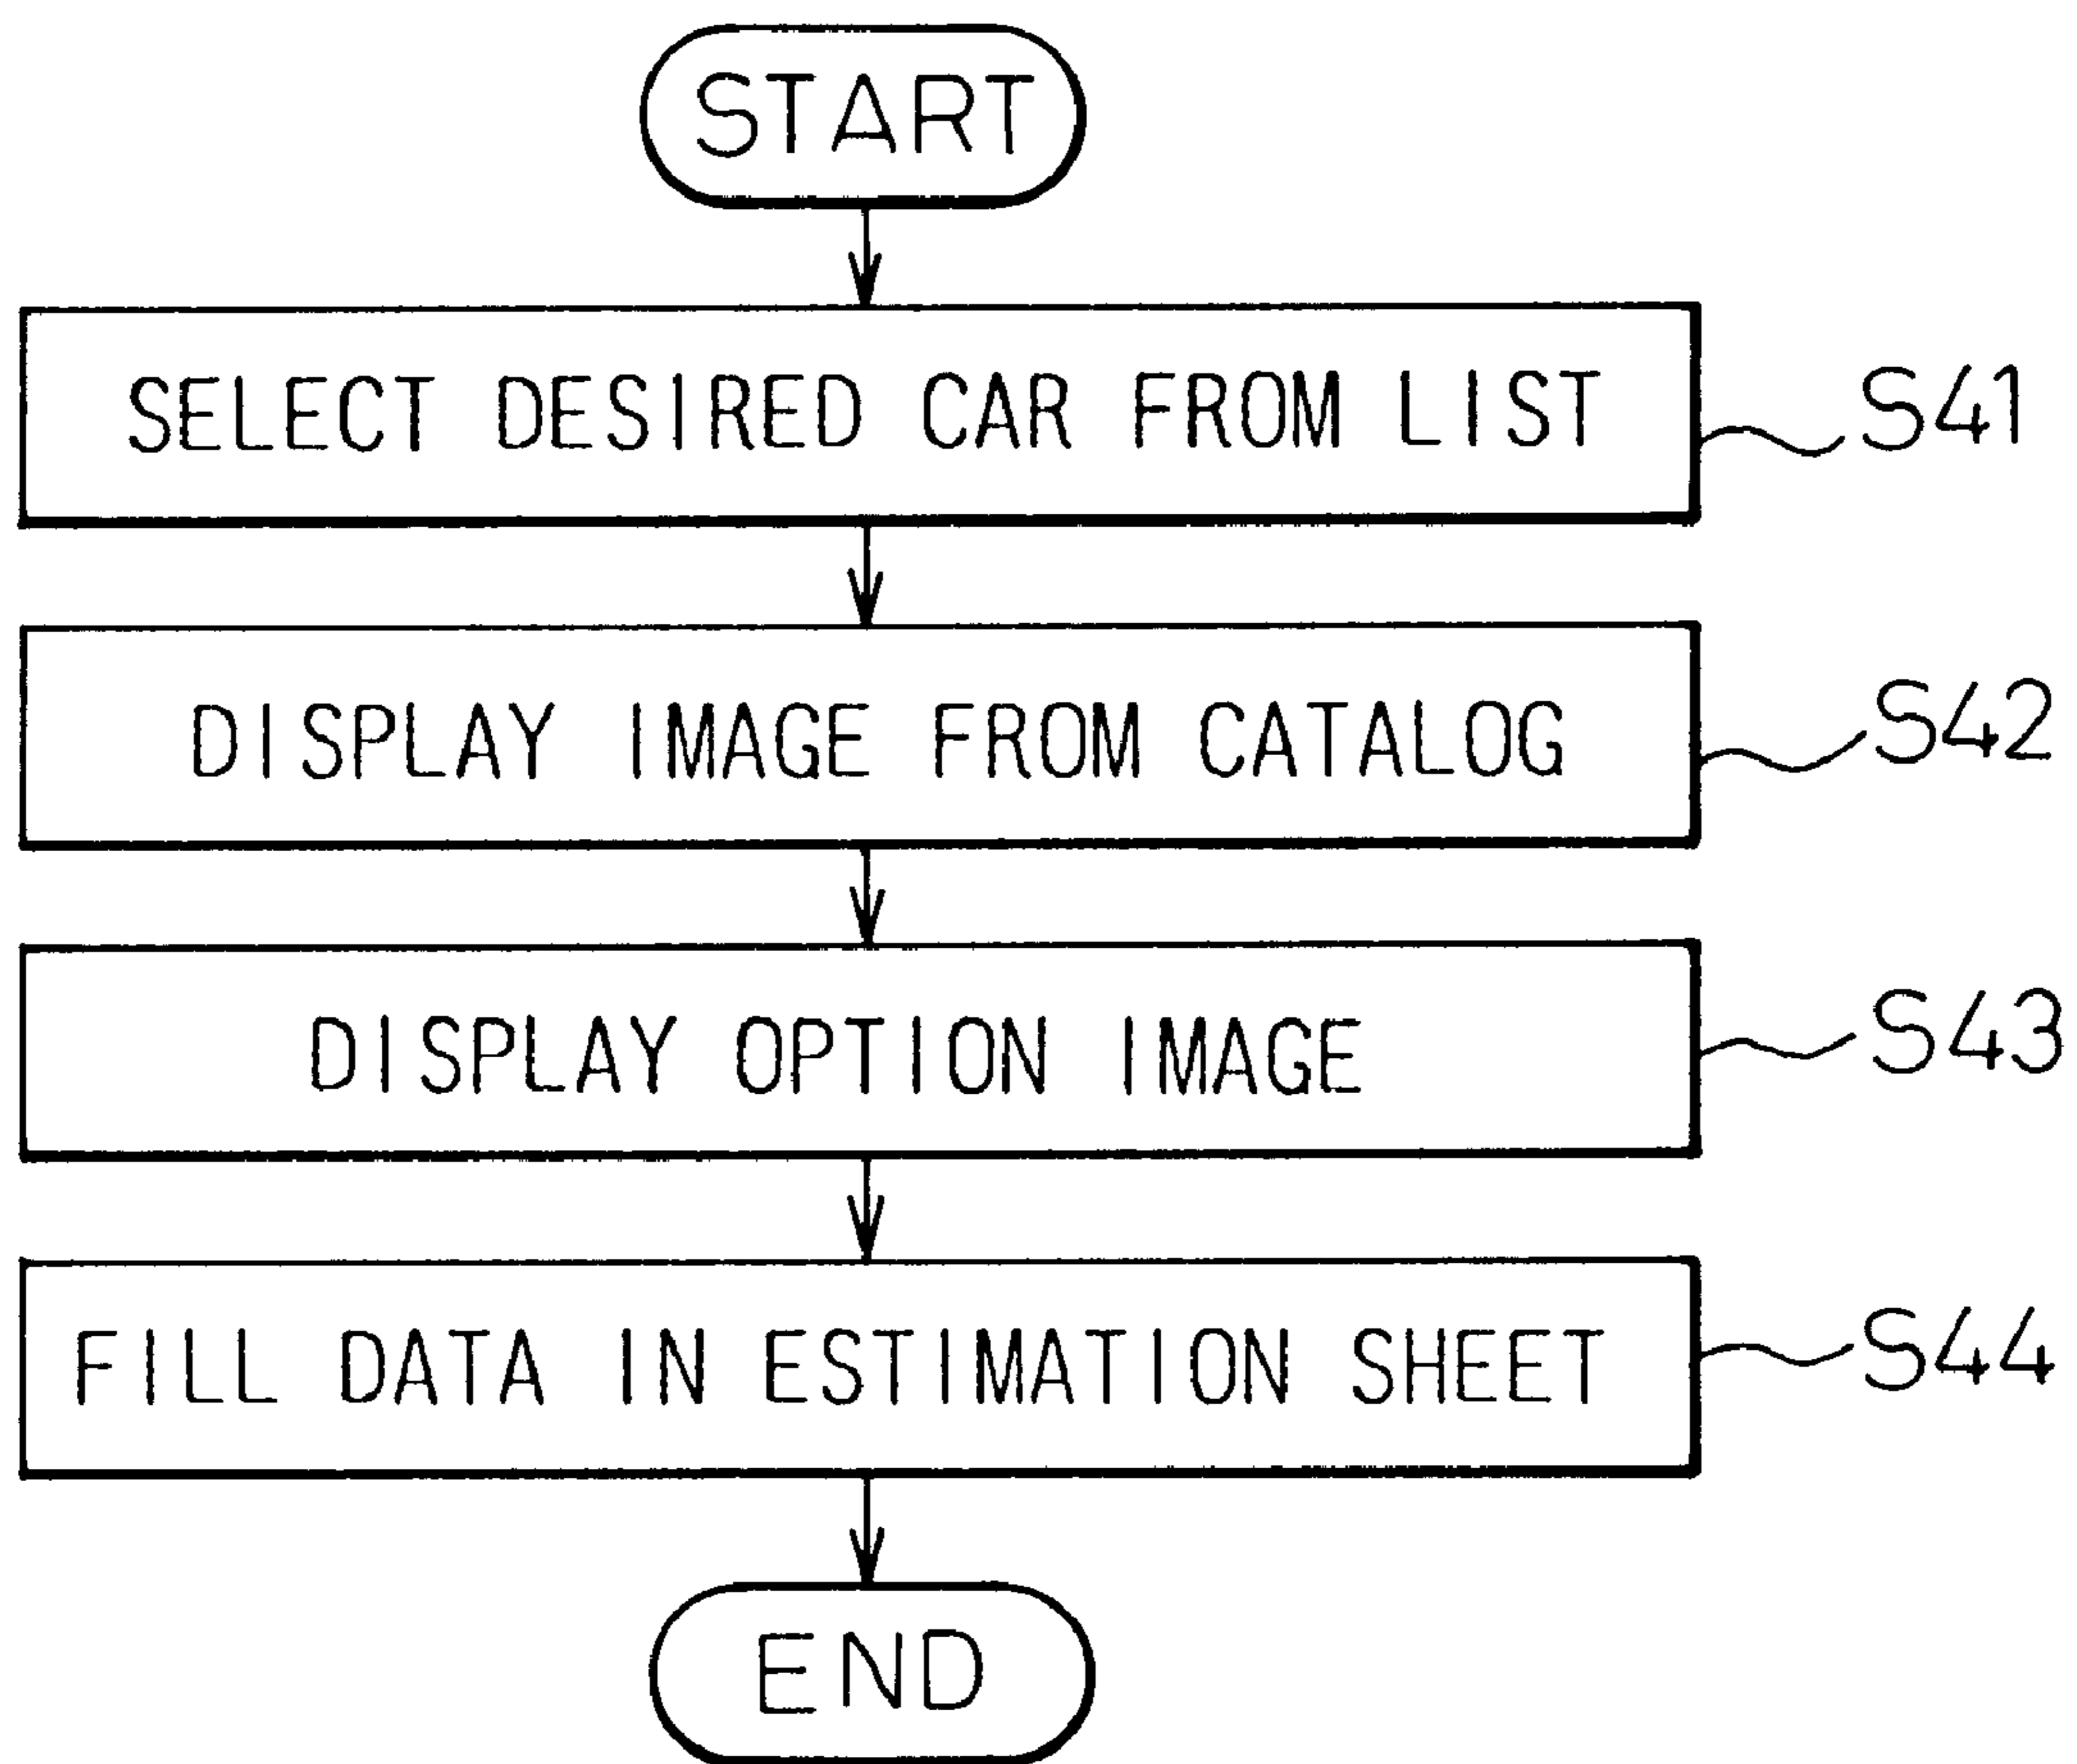 START
SELECT DESIRED CAR FROM LIST
S41
DISPLAY IMAGE FROM CATALOG
S42
DISPLAY OPTION IMAGE
S43
FILL DATA IN ESTIMATION SHEET
S44
END